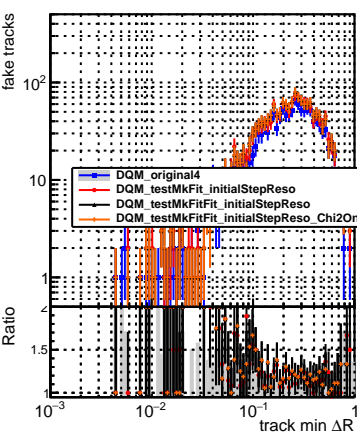 fake tracks
10²
DQM_original4
DQM_testMkFit_initialStepReso
DQM_testMkFitFit_initialStepReso
DQM_testMkFitFit_initialStepReso_Chi2On
10
1
Ratio
2
1.5
1
10⁻³ 10⁻² 10⁻¹ 1
track min ΔR